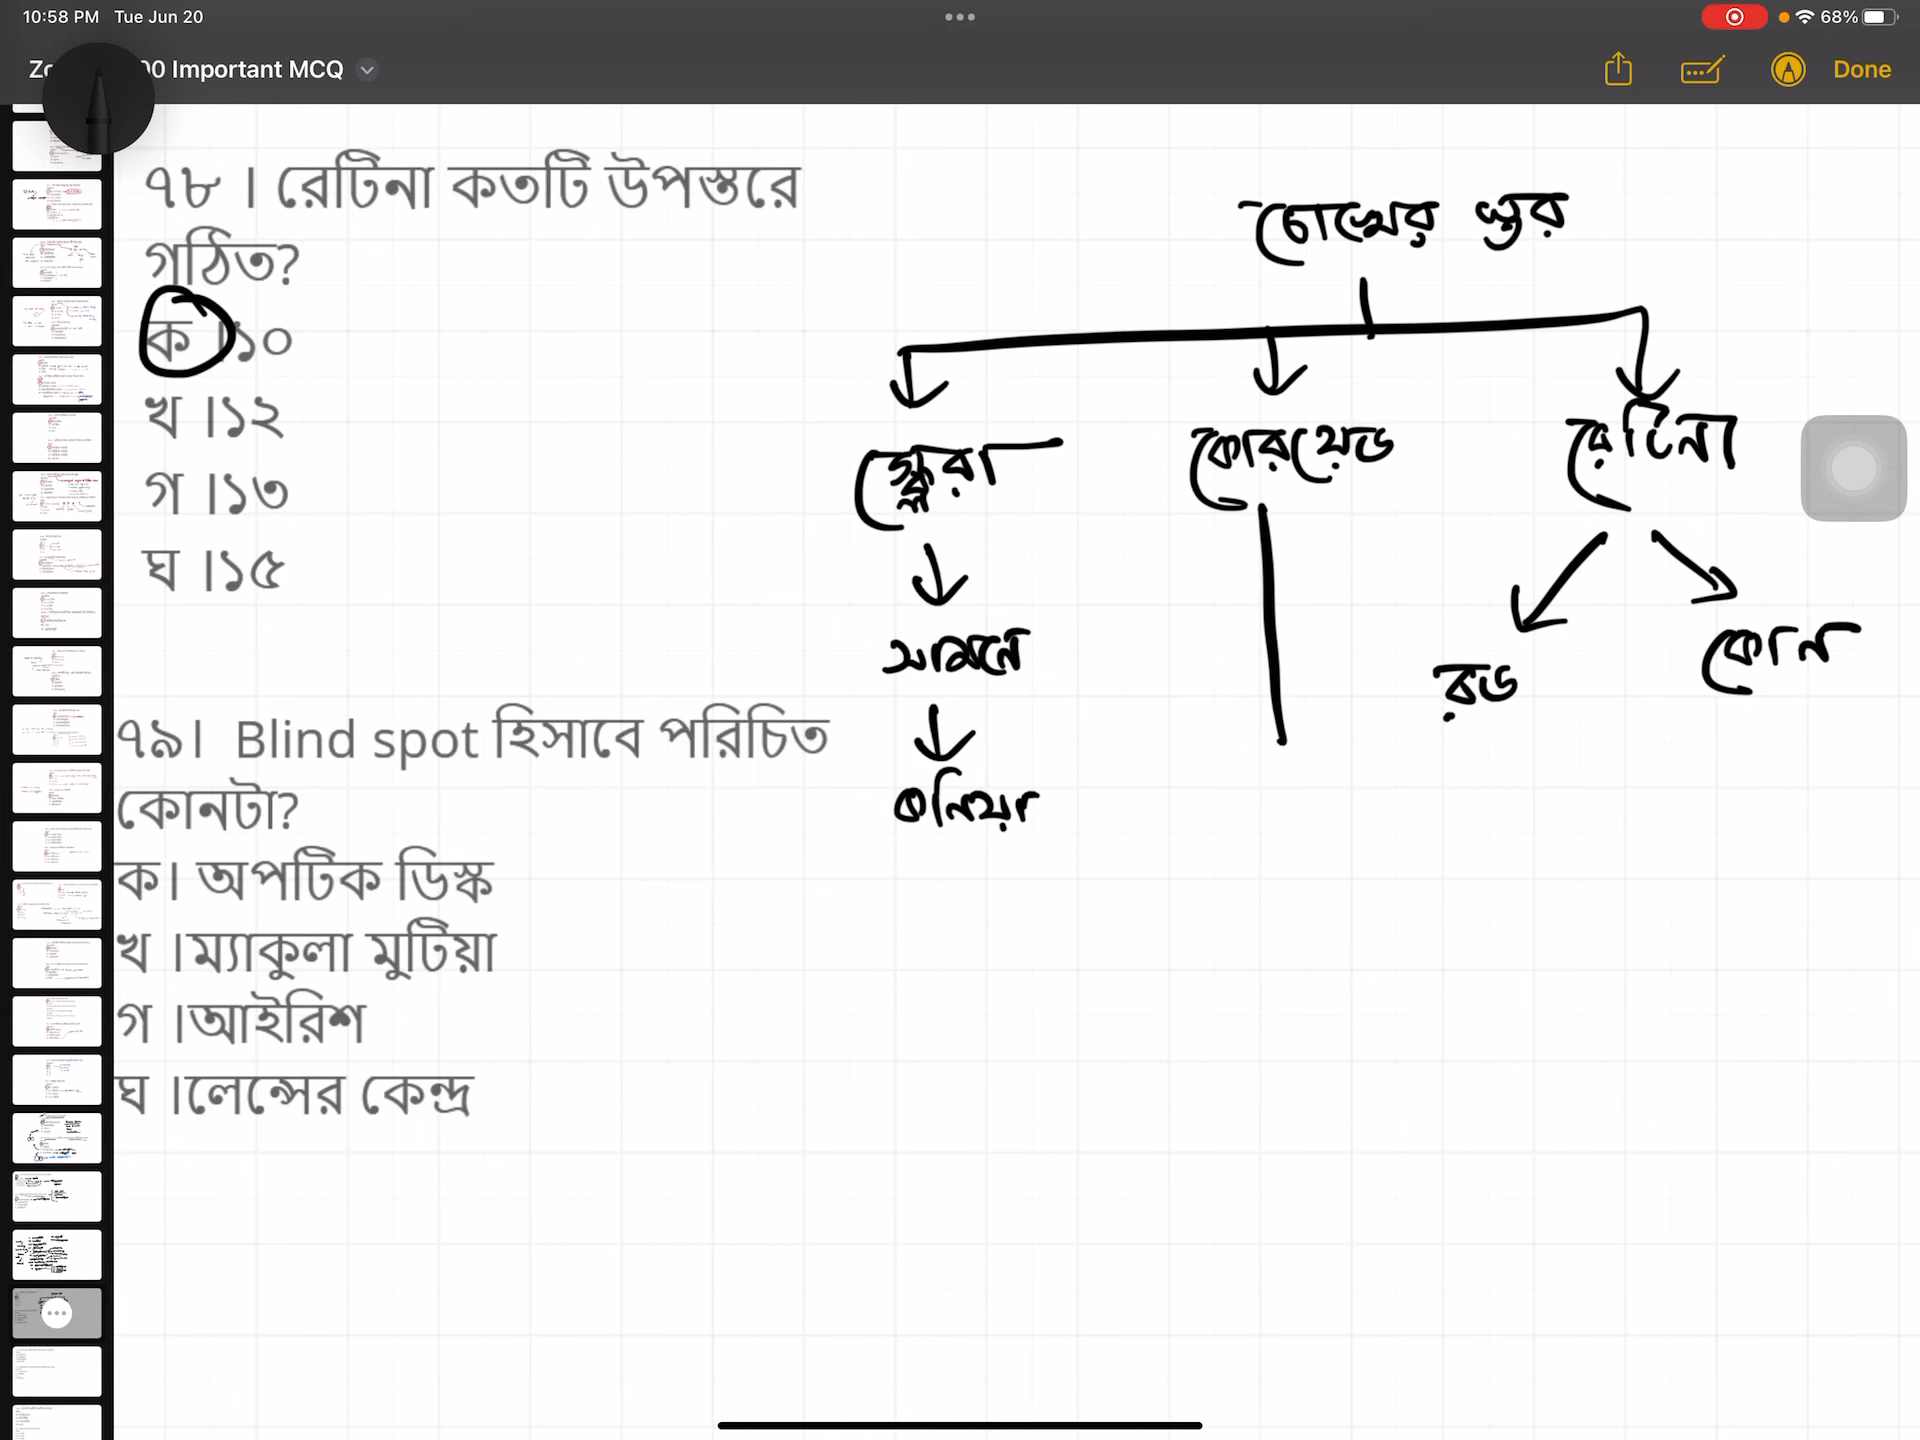 10:58 PM Tue Jun 20
68%
00 Important MCQ
Done
৭৮ । রেটিনা কতটি উপস্তরে
গঠিত?
ক ।১০
খ ।১২
গ ।১৩
ঘ ।১৫
৭৯। Blind spot হিসাবে পরিচিত
কোনটা?
ক। অপটিক ডিস্ক
খ ।ম্যাকুলা মুটিয়া
গ ।আইরিশ
ঘ ।লেন্সের কেন্দ্র
চোখের স্তর
স্ক্লেরা কোরয়েড রেটিনা
সামনে
রড কোন
কর্নিয়া